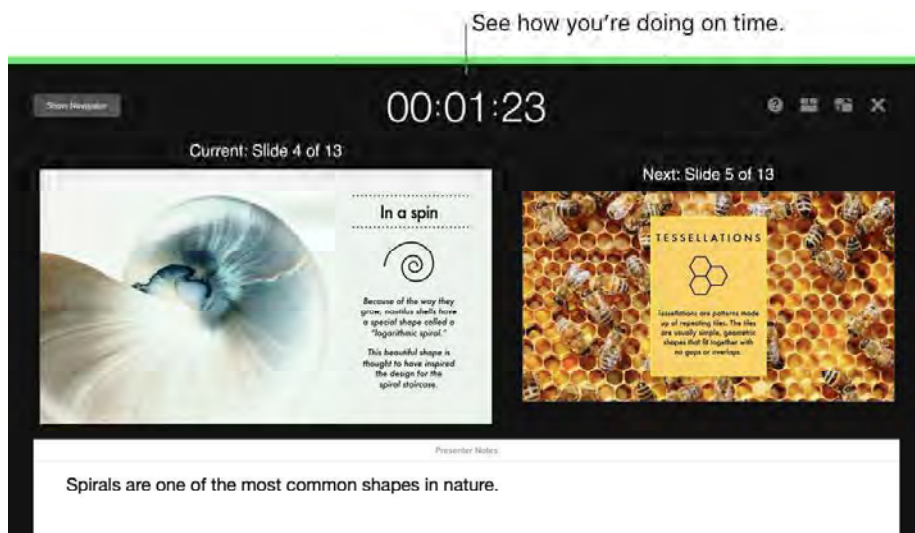 See how you're doing on time.
Show Navigator
00:01:23
Current: Slide 4 of 13
Next: Slide 5 of 13
In a spin
Because of the way they
grow, nautilus shells have
a special shape called a
"logarithmic spiral."
This beautiful shape is
thought to have inspired
the design for the
spiral staircase.
TESSELLATIONS
Tessellations are patterns made
up of repeating tiles. The tiles
are usually simple, geometric
shapes that fit together with
no gaps or overlaps.
Presenter Notes
Spirals are one of the most common shapes in nature.